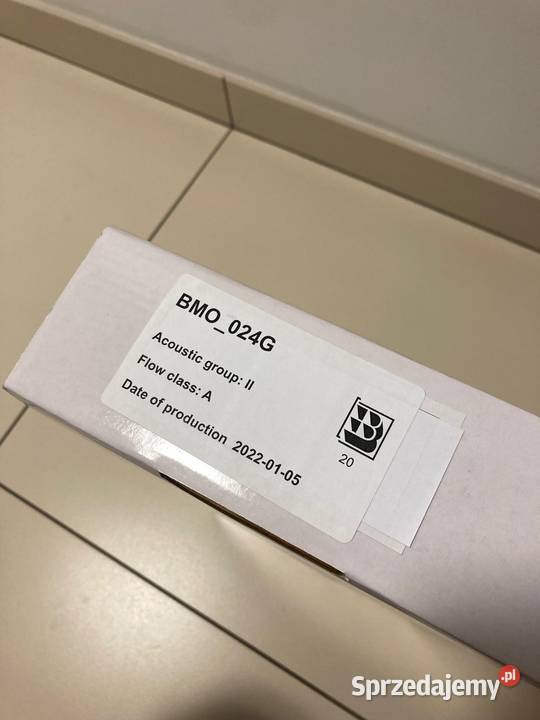 BMO_024G
Acoustic group: II
Flow class: A
Date of production 2022-01-05
B
20
Sprzedajemy.pl